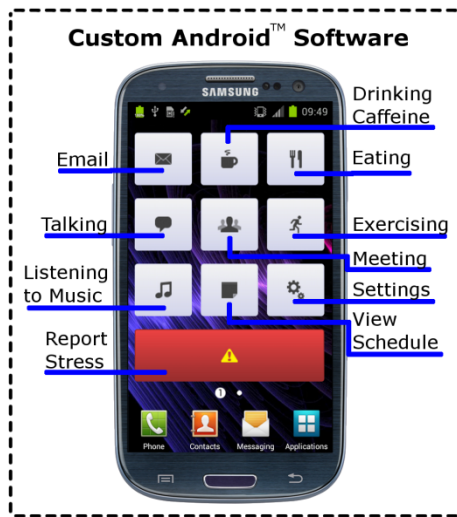 Custom Android™ Software
SAMSUNG
09:49
Drinking
Caffeine
Email
Eating
Talking
Exercising
Meeting
Listening
to Music
Settings
View
Schedule
Report
Stress
1
Phone
Contacts
Messaging
Applications